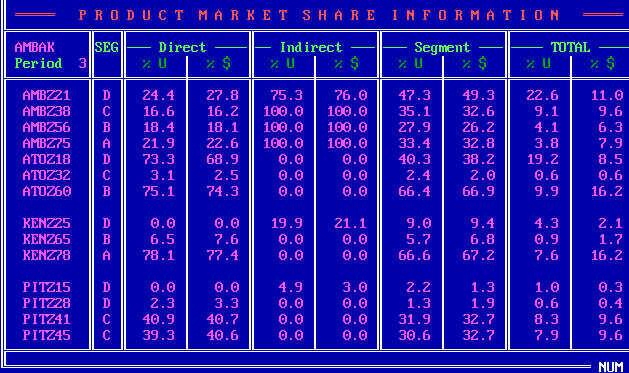 PRODUCT MARKET SHARE INFORMATION
AMBAK SEG Direct Indirect Segment TOTAL
Period 3 % U % $ % U % $ % U % $ % U % $
AMBZ21 D 24.4 27.8 75.3 76.0 47.3 49.3 22.6 11.0
AMBZ38 C 16.6 16.2 100.0 100.0 35.1 32.6 9.1 9.6
AMBZ56 B 18.4 18.1 100.0 100.0 27.9 26.2 4.1 6.3
AMBZ75 A 21.9 22.6 100.0 100.0 33.4 32.8 3.8 7.9
ATOZ18 D 73.3 68.9 0.0 0.0 40.3 38.2 19.2 8.5
ATOZ32 C 3.1 2.5 0.0 0.0 2.4 2.0 0.6 0.6
ATOZ60 B 75.1 74.3 0.0 0.0 66.4 66.9 9.9 16.2
KENZ25 D 0.0 0.0 19.9 21.1 9.0 9.4 4.3 2.1
KENZ65 B 6.5 7.6 0.0 0.0 5.7 6.8 0.9 1.7
KENZ78 A 78.1 77.4 0.0 0.0 66.6 67.2 7.6 16.2
PITZ15 D 0.0 0.0 4.9 3.0 2.2 1.3 1.0 0.3
PITZ28 D 2.3 3.3 0.0 0.0 1.3 1.9 0.6 0.4
PITZ41 C 40.9 40.7 0.0 0.0 31.9 32.7 8.3 9.6
PITZ45 C 39.3 40.6 0.0 0.0 30.6 32.7 7.9 9.6
NUM